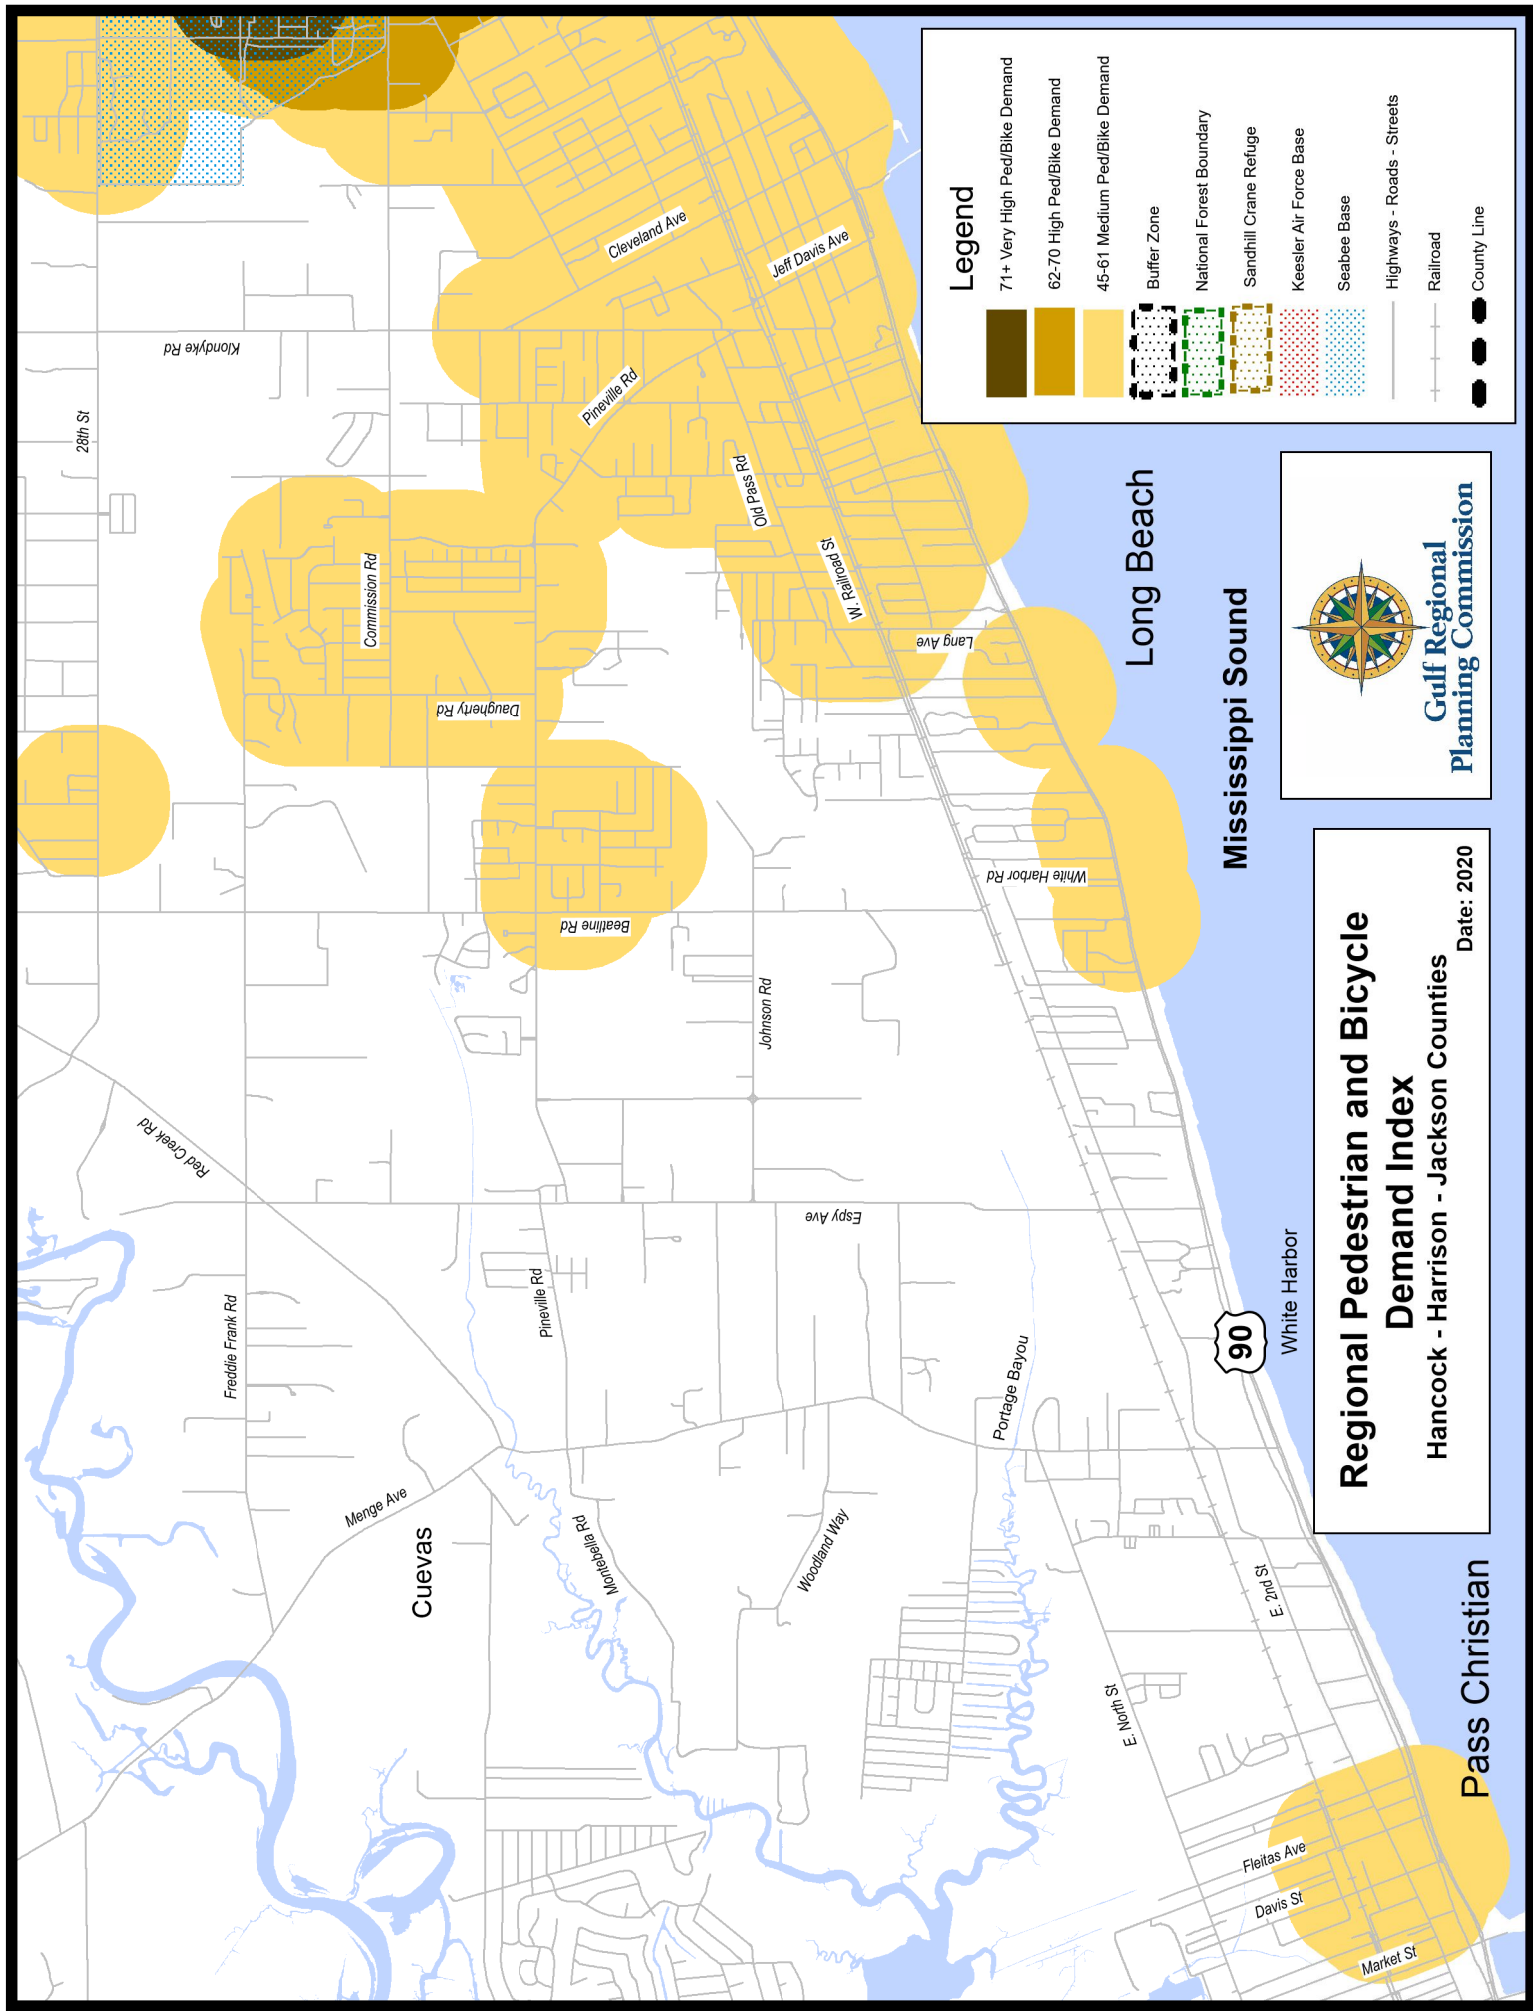 28th St
Klondyke Rd
Cleveland Ave
Jeff Davis Ave
Pineville Rd
Old Pass Rd
Commission Rd
W. Railroad St
Lang Ave
Daugherty Rd
Beatline Rd
White Harbor Rd
Johnson Rd
Red Creek Rd
Espy Ave
Freddie Frank Rd
Pineville Rd
Portage Bayou
Menge Ave
Cuevas
Montebella Rd
Woodland Way
E. 2nd St
E. North St
Fleitas Ave
Davis St
Market St
Pass Christian
90
White Harbor
Long Beach
Mississippi Sound
Legend
71+ Very High Ped/Bike Demand
62-70 High Ped/Bike Demand
45-61 Medium Ped/Bike Demand
Buffer Zone
National Forest Boundary
Sandhill Crane Refuge
Keesler Air Force Base
Seabee Base
Highways - Roads - Streets
Railroad
County Line
Gulf Regional
Planning Commission
Regional Pedestrian and Bicycle
Demand Index
Hancock - Harrison - Jackson Counties
Date: 2020